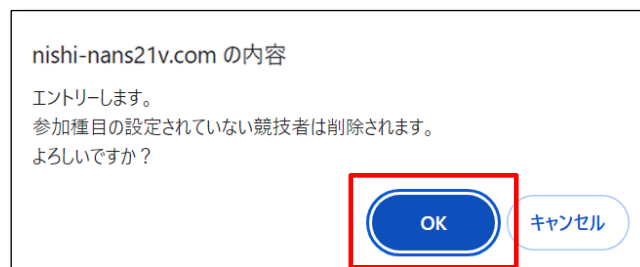 nishi-nans21v.com の内容
エントリーします。
参加種目の設定されていない競技者は削除されます。
よろしいですか？
OK キャンセル